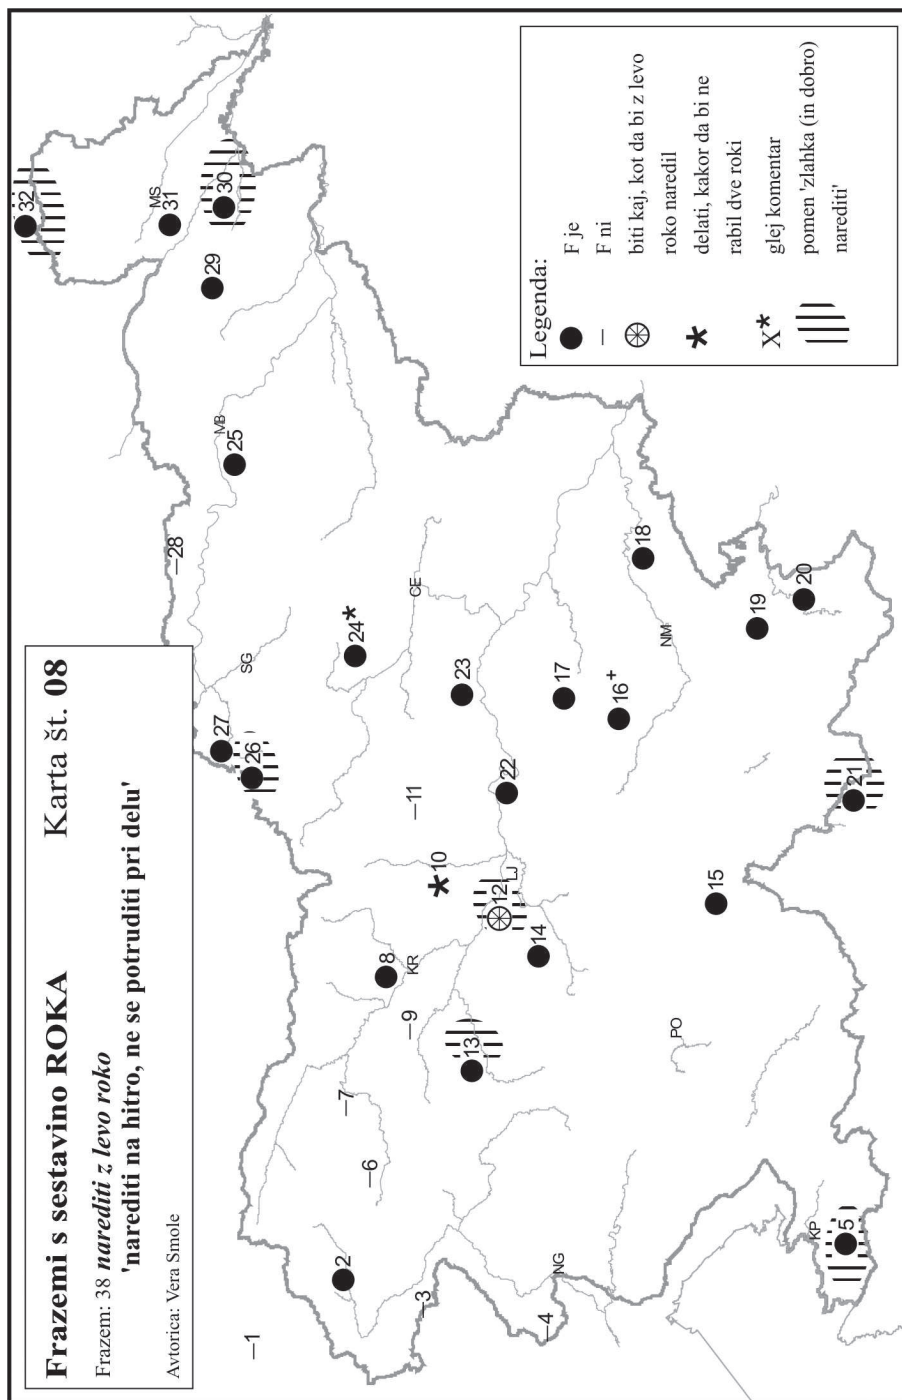 Frazemi s sestavino ROKA Karta št. 08
Frazem: 38 narediti z levo roko
'narediti na hitro, ne se potruditi pri delu'
Avtorica: Vera Smole
Legenda:
F je
– F ni
biti kaj, kot da bi z levo
roko naredil
* delati, kakor da bi ne
rabil dve roki
X* glej komentar
pomen 'zlahka (in dobro)
narediti'
–1
2
–3
–4
5
–6
–7
8
–9
*10
–11
12
13
14
15
16+
17
18
19
20
21
22
23
24*
25
26
27
–28
29
30
31
32
MS
MB
SG
CE
KR
LJ
NM
PO
NG
KP